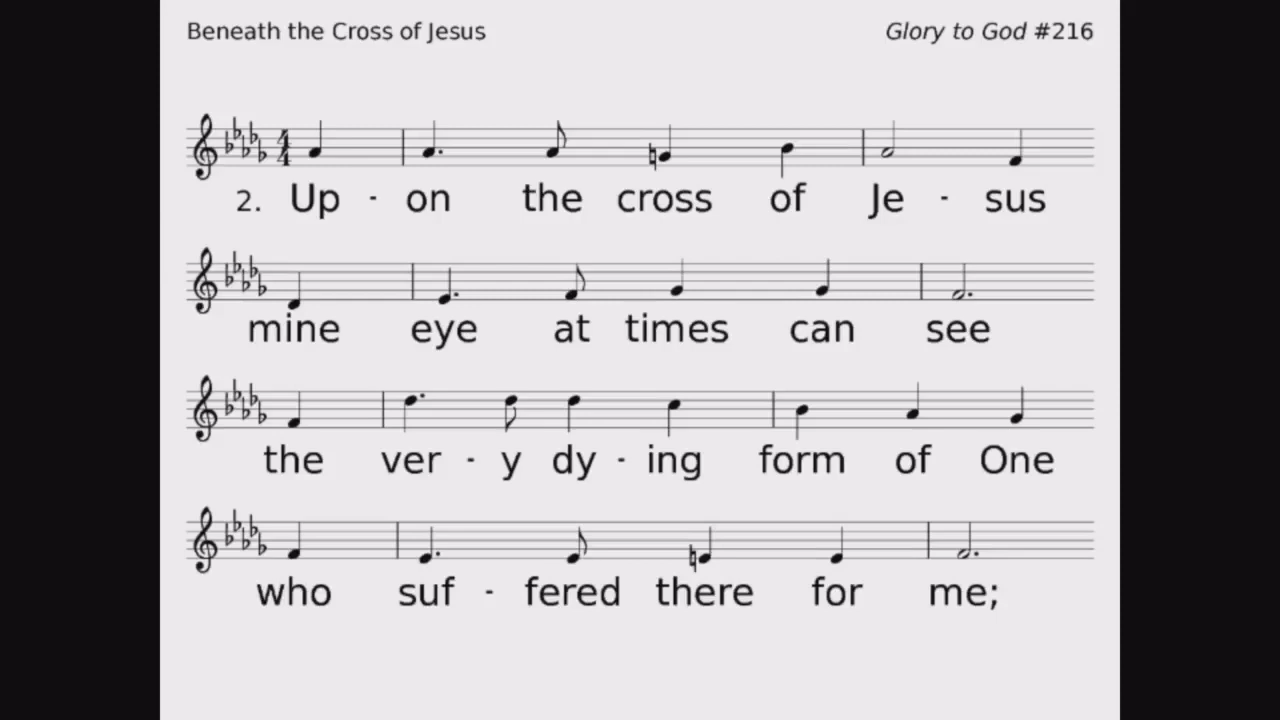 Beneath the Cross of Jesus
Glory to God #216
2. Up - on the cross of Je - sus
mine eye at times can see
the ver - y dy - ing form of One
who suf - fered there for me;